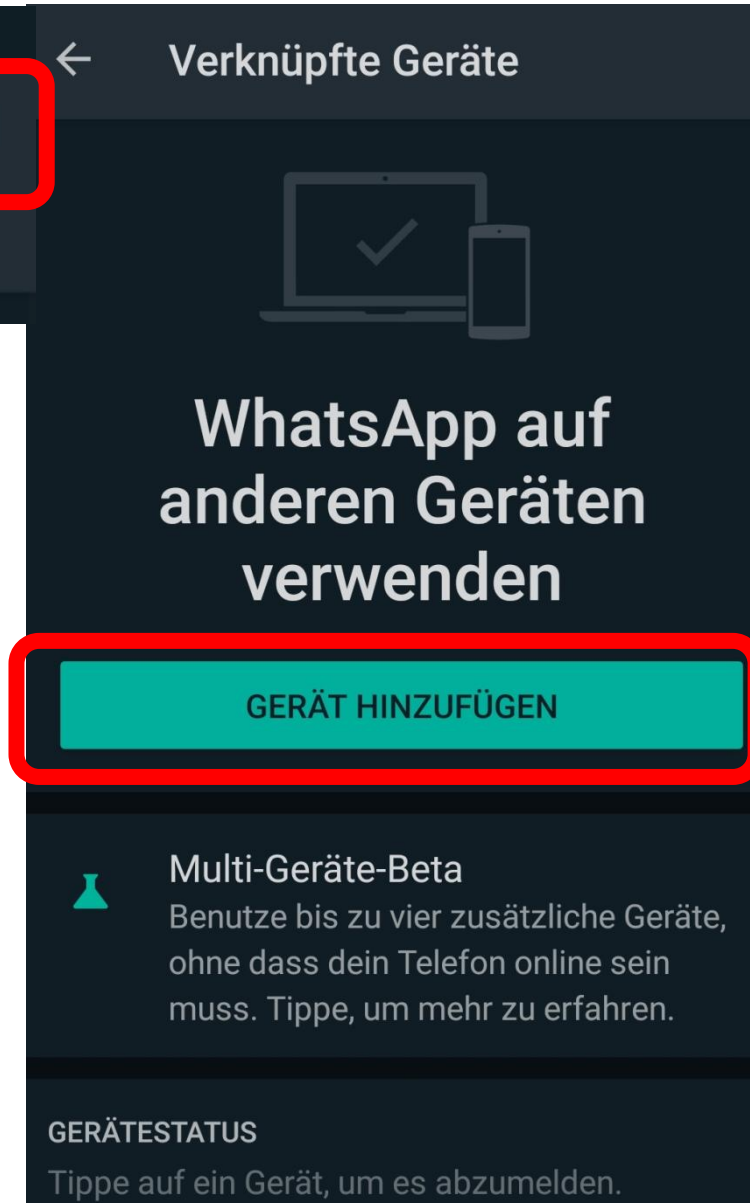 Verknüpfte Geräte
WhatsApp auf
anderen Geräten
verwenden
GERÄT HINZUFÜGEN
Multi-Geräte-Beta
Benutze bis zu vier zusätzliche Geräte,
ohne dass dein Telefon online sein
muss. Tippe, um mehr zu erfahren.
GERÄTESTATUS
Tippe auf ein Gerät, um es abzumelden.